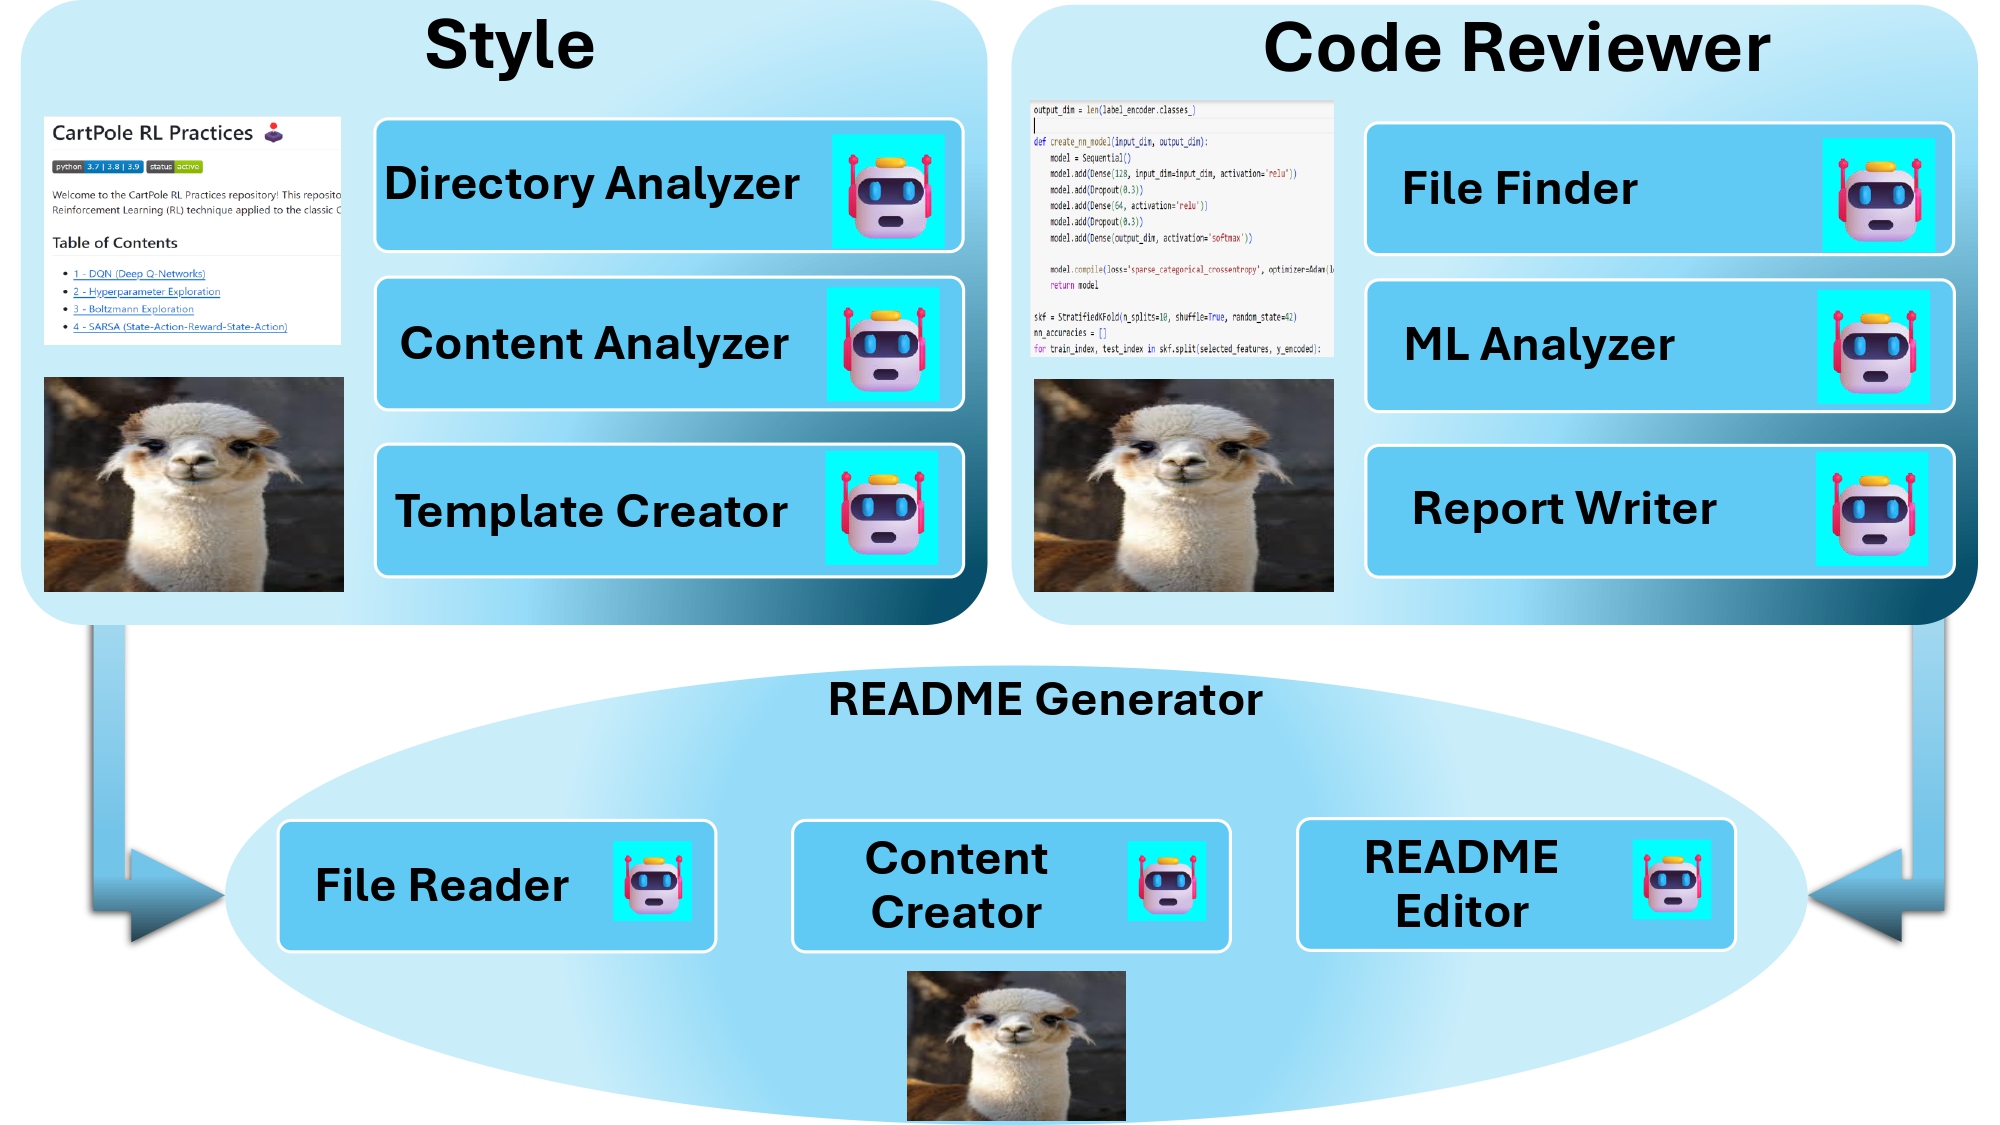 Style
CartPole RL Practices
python 3.7 | 3.8 | 3.9 status active
Welcome to the CartPole RL Practices repository! This reposito
Reinforcement Learning (RL) technique applied to the classic C
Table of Contents
1 - DQN (Deep Q-Networks)
2 - Hyperparameter Exploration
3 - Boltzmann Exploration
4 - SARSA (State-Action-Reward-State-Action)
Directory Analyzer
Content Analyzer
Template Creator
Code Reviewer
output_dim = len(label_encoder.classes_)
def create_nn_model(input_dim, output_dim):
model = Sequential()
model.add(Dense(128, input_dim=input_dim, activation='relu'))
model.add(Dropout(0.3))
model.add(Dense(64, activation='relu'))
model.add(Dropout(0.3))
model.add(Dense(output_dim, activation='softmax'))
model.compile(loss='sparse_categorical_crossentropy', optimizer=Adam(l
return model
skf = StratifiedKFold(n_splits=10, shuffle=True, random_state=42)
nn_accuracies = []
for train_index, test_index in skf.split(selected_features, y_encoded):
File Finder
ML Analyzer
Report Writer
README Generator
File Reader
Content
Creator
README
Editor